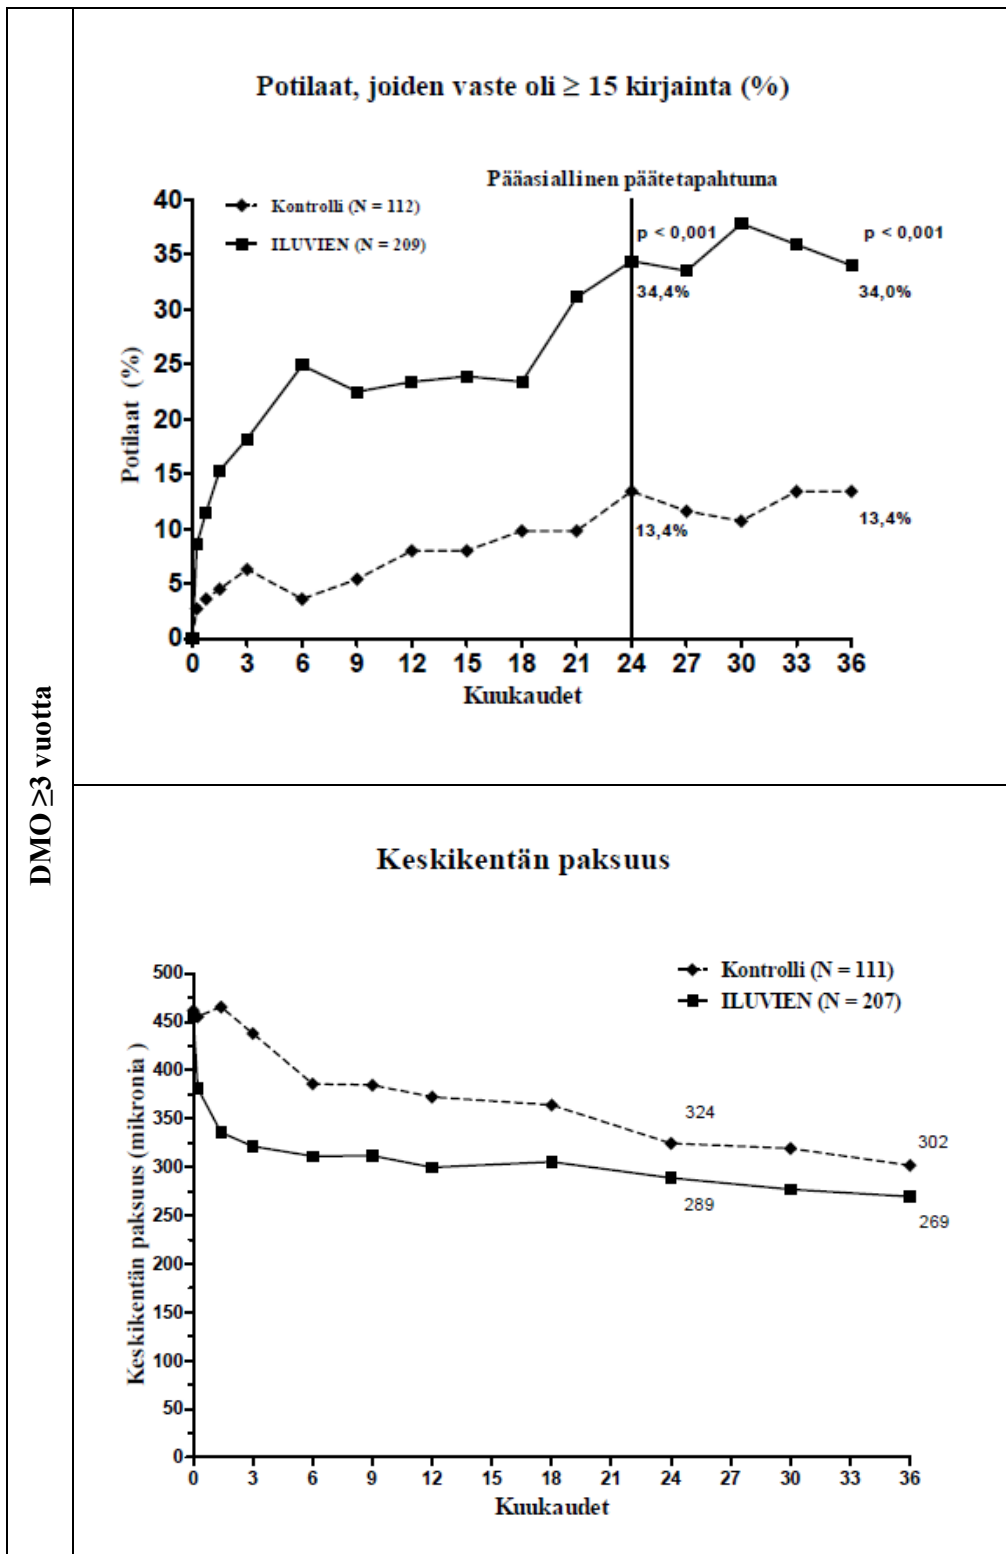 DMO ≥3 vuotta
Potilaat, joiden vaste oli ≥ 15 kirjainta (%)
Pääasiallinen päätetapahtuma
Kontrolli (N = 112)
ILUVIEN (N = 209)
p < 0,001
p < 0,001
34,4%
34,0%
13,4%
13,4%
Potilaat (%)
40
35
30
25
20
15
10
5
0
0 3 6 9 12 15 18 21 24 27 30 33 36
Kuukaudet
Keskikentän paksuus
Kontrolli (N = 111)
ILUVIEN (N = 207)
Keskikentän paksuus (mikronia )
500
450
400
350
300
250
200
150
100
50
0
324
302
289
269
0 3 6 9 12 15 18 21 24 27 30 33 36
Kuukaudet